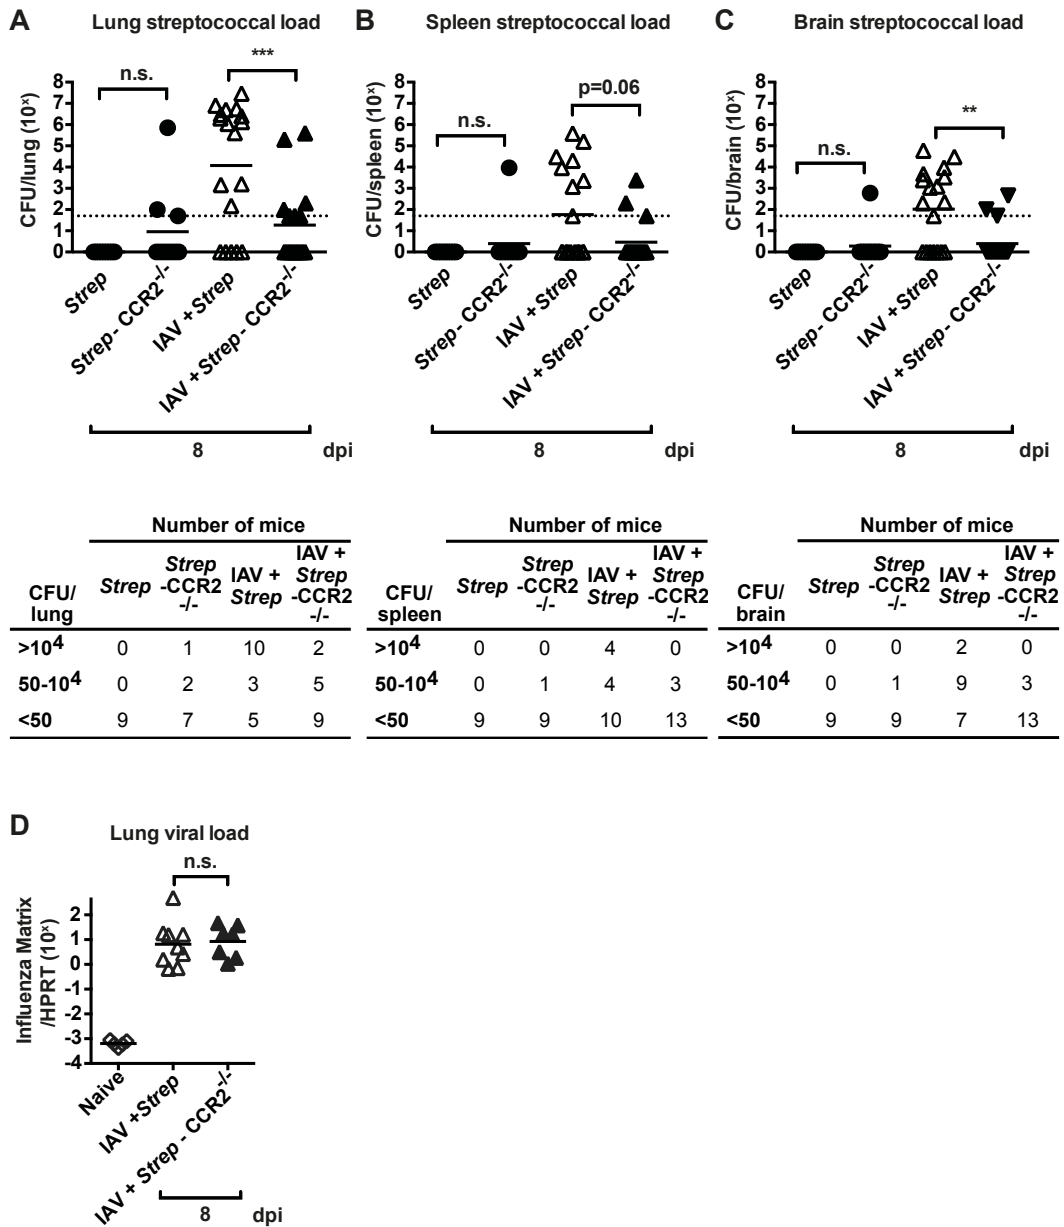 A Lung streptococcal load
B Spleen streptococcal load
C Brain streptococcal load
CFU/lung (10ˣ)
8
7
6
5
4
3
2
1
0
n.s.
***
Strep
Strep - CCR2⁻/⁻
IAV + Strep
IAV + Strep - CCR2⁻/⁻
8 dpi
CFU/spleen (10ˣ)
8
7
6
5
4
3
2
1
0
n.s.
p=0.06
Strep
Strep - CCR2⁻/⁻
IAV + Strep
IAV + Strep - CCR2⁻/⁻
8 dpi
CFU/brain (10ˣ)
8
7
6
5
4
3
2
1
0
n.s.
**
Strep
Strep - CCR2⁻/⁻
IAV + Strep
IAV + Strep - CCR2⁻/⁻
8 dpi
Number of mice
CFU/
lung
Strep
Strep
-CCR2
-/-
IAV +
Strep
IAV +
Strep
-CCR2
-/-
>10⁴ 0 1 10 2
50-10⁴ 0 2 3 5
<50 9 7 5 9
Number of mice
CFU/
spleen
Strep
Strep
-CCR2
-/-
IAV +
Strep
IAV +
Strep
-CCR2
-/-
>10⁴ 0 0 4 0
50-10⁴ 0 1 4 3
<50 9 9 10 13
Number of mice
CFU/
brain
Strep
Strep
-CCR2
-/-
IAV +
Strep
IAV +
Strep
-CCR2
-/-
>10⁴ 0 0 2 0
50-10⁴ 0 1 9 3
<50 9 9 7 13
D Lung viral load
n.s.
Influenza Matrix
/HPRT (10ˣ)
2
1
0
-1
-2
-3
-4
Naive
IAV +Strep
IAV + Strep - CCR2⁻/⁻
8 dpi